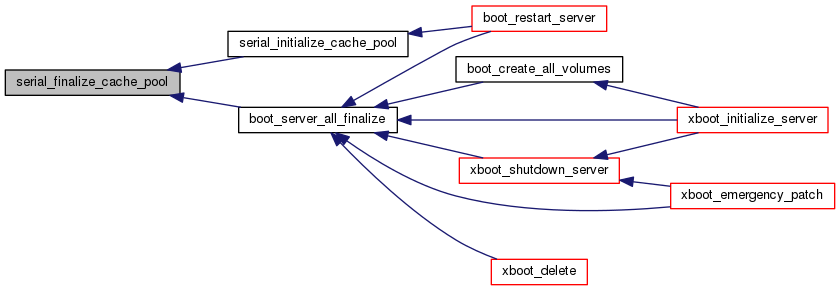 boot_restart_server
serial_initialize_cache_pool
boot_create_all_volumes
serial_finalize_cache_pool
boot_server_all_finalize
xboot_initialize_server
xboot_shutdown_server
xboot_emergency_patch
xboot_delete